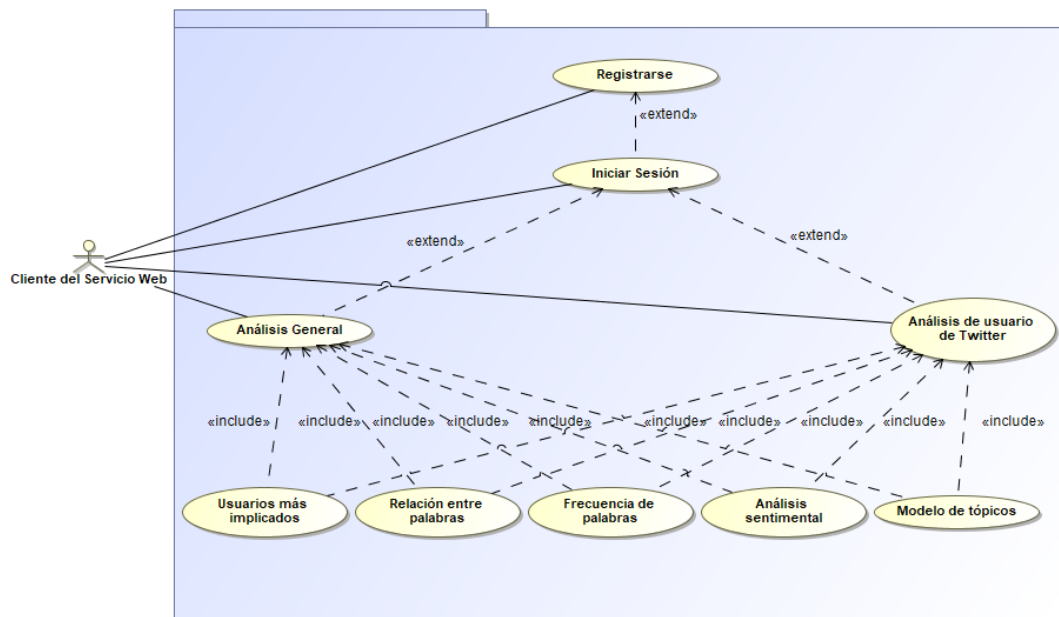 Registrarse
«extend»
Iniciar Sesión
«extend»
«extend»
Cliente del Servicio Web
Análisis General
Análisis de usuario
de Twitter
«include»
«include»
«include»
«include»
«include»
«include»
«include»
«include»
«include»
«include»
Usuarios más
implicados
Relación entre
palabras
Frecuencia de
palabras
Análisis
sentimental
Modelo de tópicos